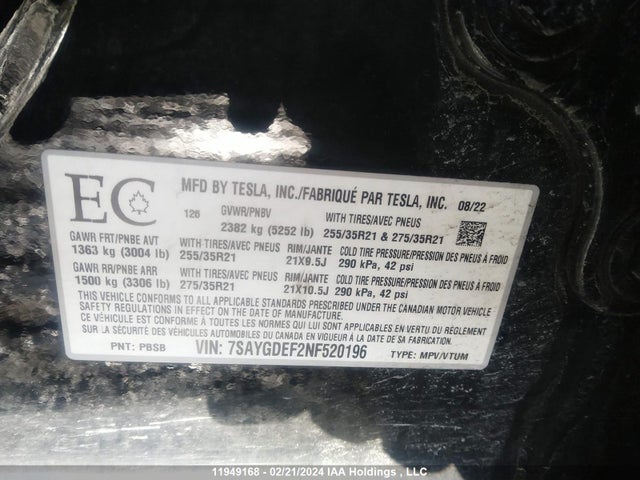 EC
MFD BY TESLA, INC./FABRIQUÉ PAR TESLA, INC. 08/22
126 GVWR/PNBV WITH TIRES/AVEC PNEUS
2382 kg (5252 lb) 255/35R21 & 275/35R21
GAWR FRT/PNBE AVT WITH TIRES/AVEC PNEUS RIM/JANTE COLD TIRE PRESSURE/PRESSION DES PNEUS À FROID
1363 kg (3004 lb) 255/35R21 21X9.5J 290 kPa, 42 psi
GAWR RR/PNBE ARR WITH TIRES/AVEC PNEUS RIM/JANTE COLD TIRE PRESSURE/PRESSION DES PNEUS À FROID
1500 kg (3306 lb) 275/35R21 21X10.5J 290 kPa, 42 psi
THIS VEHICLE CONFORMS TO ALL APPLICABLE STANDARDS PRESCRIBED UNDER THE CANADIAN MOTOR VEHICLE
SAFETY REGULATIONS IN EFFECT ON THE DATE OF MANUFACTURE.
CE VÉHICULE EST CONFORME À TOUTES LES NORMES QUI LUI SONT APPLICABLES EN VERTU DU RÈGLEMENT
SUR LA SÉCURITÉ DES VÉHICULES AUTOMOBILES DU CANADA EN VIGUEUR À LA DATE DE SA FABRICATION.
PNT: PBSB VIN: 7SAYGDEF2NF520196 TYPE: MPV/VTUM
11949168 - 02/21/2024 IAA Holdings , LLC